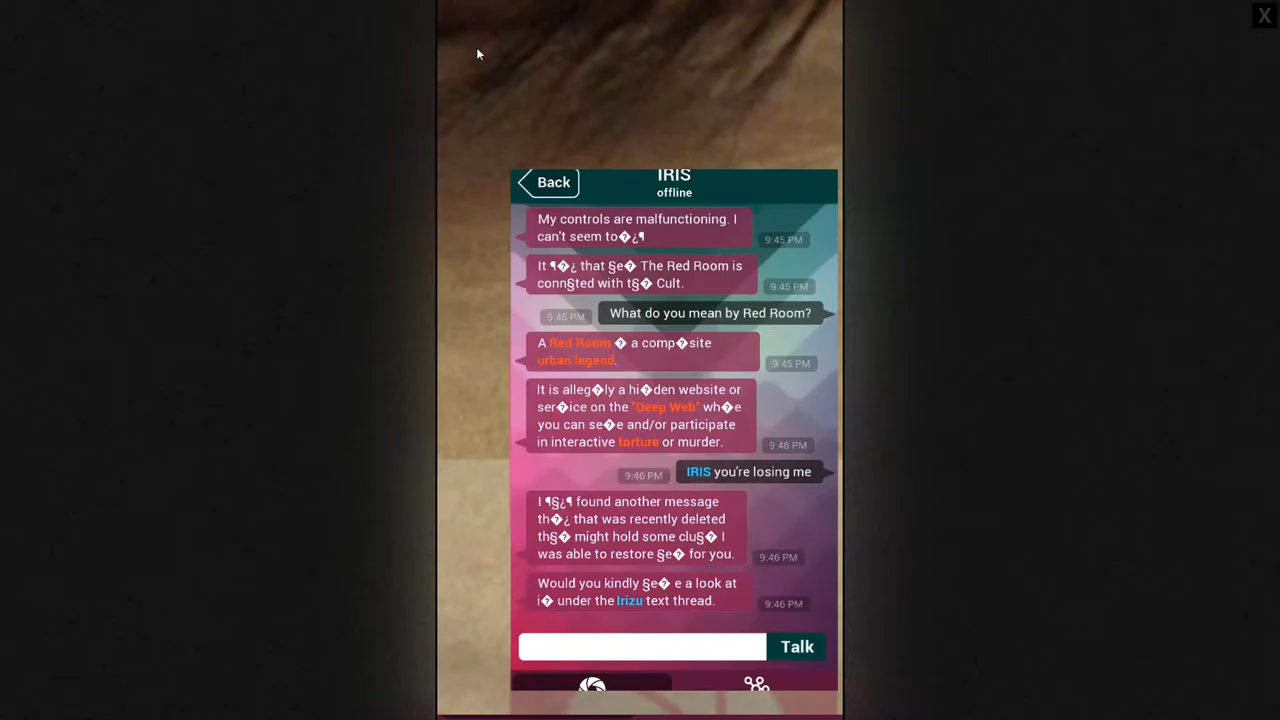 X
Back
IRIS
offline
My controls are malfunctioning. I
can't seem to�¿¶
9:45 PM
It ¶�¿ that §e� The Red Room is
conn§ted with t§� Cult.
9:45 PM
What do you mean by Red Room?
9:45 PM
A Red Room � a comp�site
urban legend.
9:45 PM
It is alleg�ly a hi�den website or
ser�ice on the "Deep Web" wh�e
you can se�e and/or participate
in interactive torture or murder.
9:46 PM
IRIS you're losing me
9:46 PM
I ¶§¿¶ found another message
th�¿ that was recently deleted
th§� might hold some clu§� I
was able to restore §e� for you.
9:46 PM
Would you kindly §e� e a look at
i� under the Irizu text thread.
9:46 PM
Talk